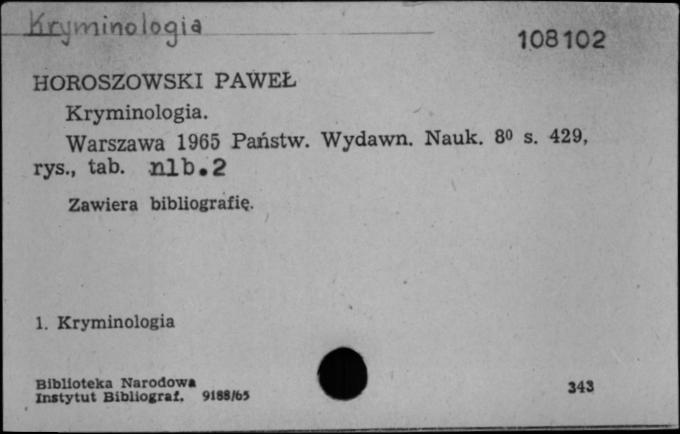 Kryminologia
108102
HOROSZOWSKI PAWEŁ
Kryminologia.
Warszawa 1965 Państw. Wydawn. Nauk. 8⁰ s. 429,
rys., tab. nlb.2
Zawiera bibliografię.
1. Kryminologia
Biblioteka Narodowa
Instytut Bibliograf. 9188/65
343